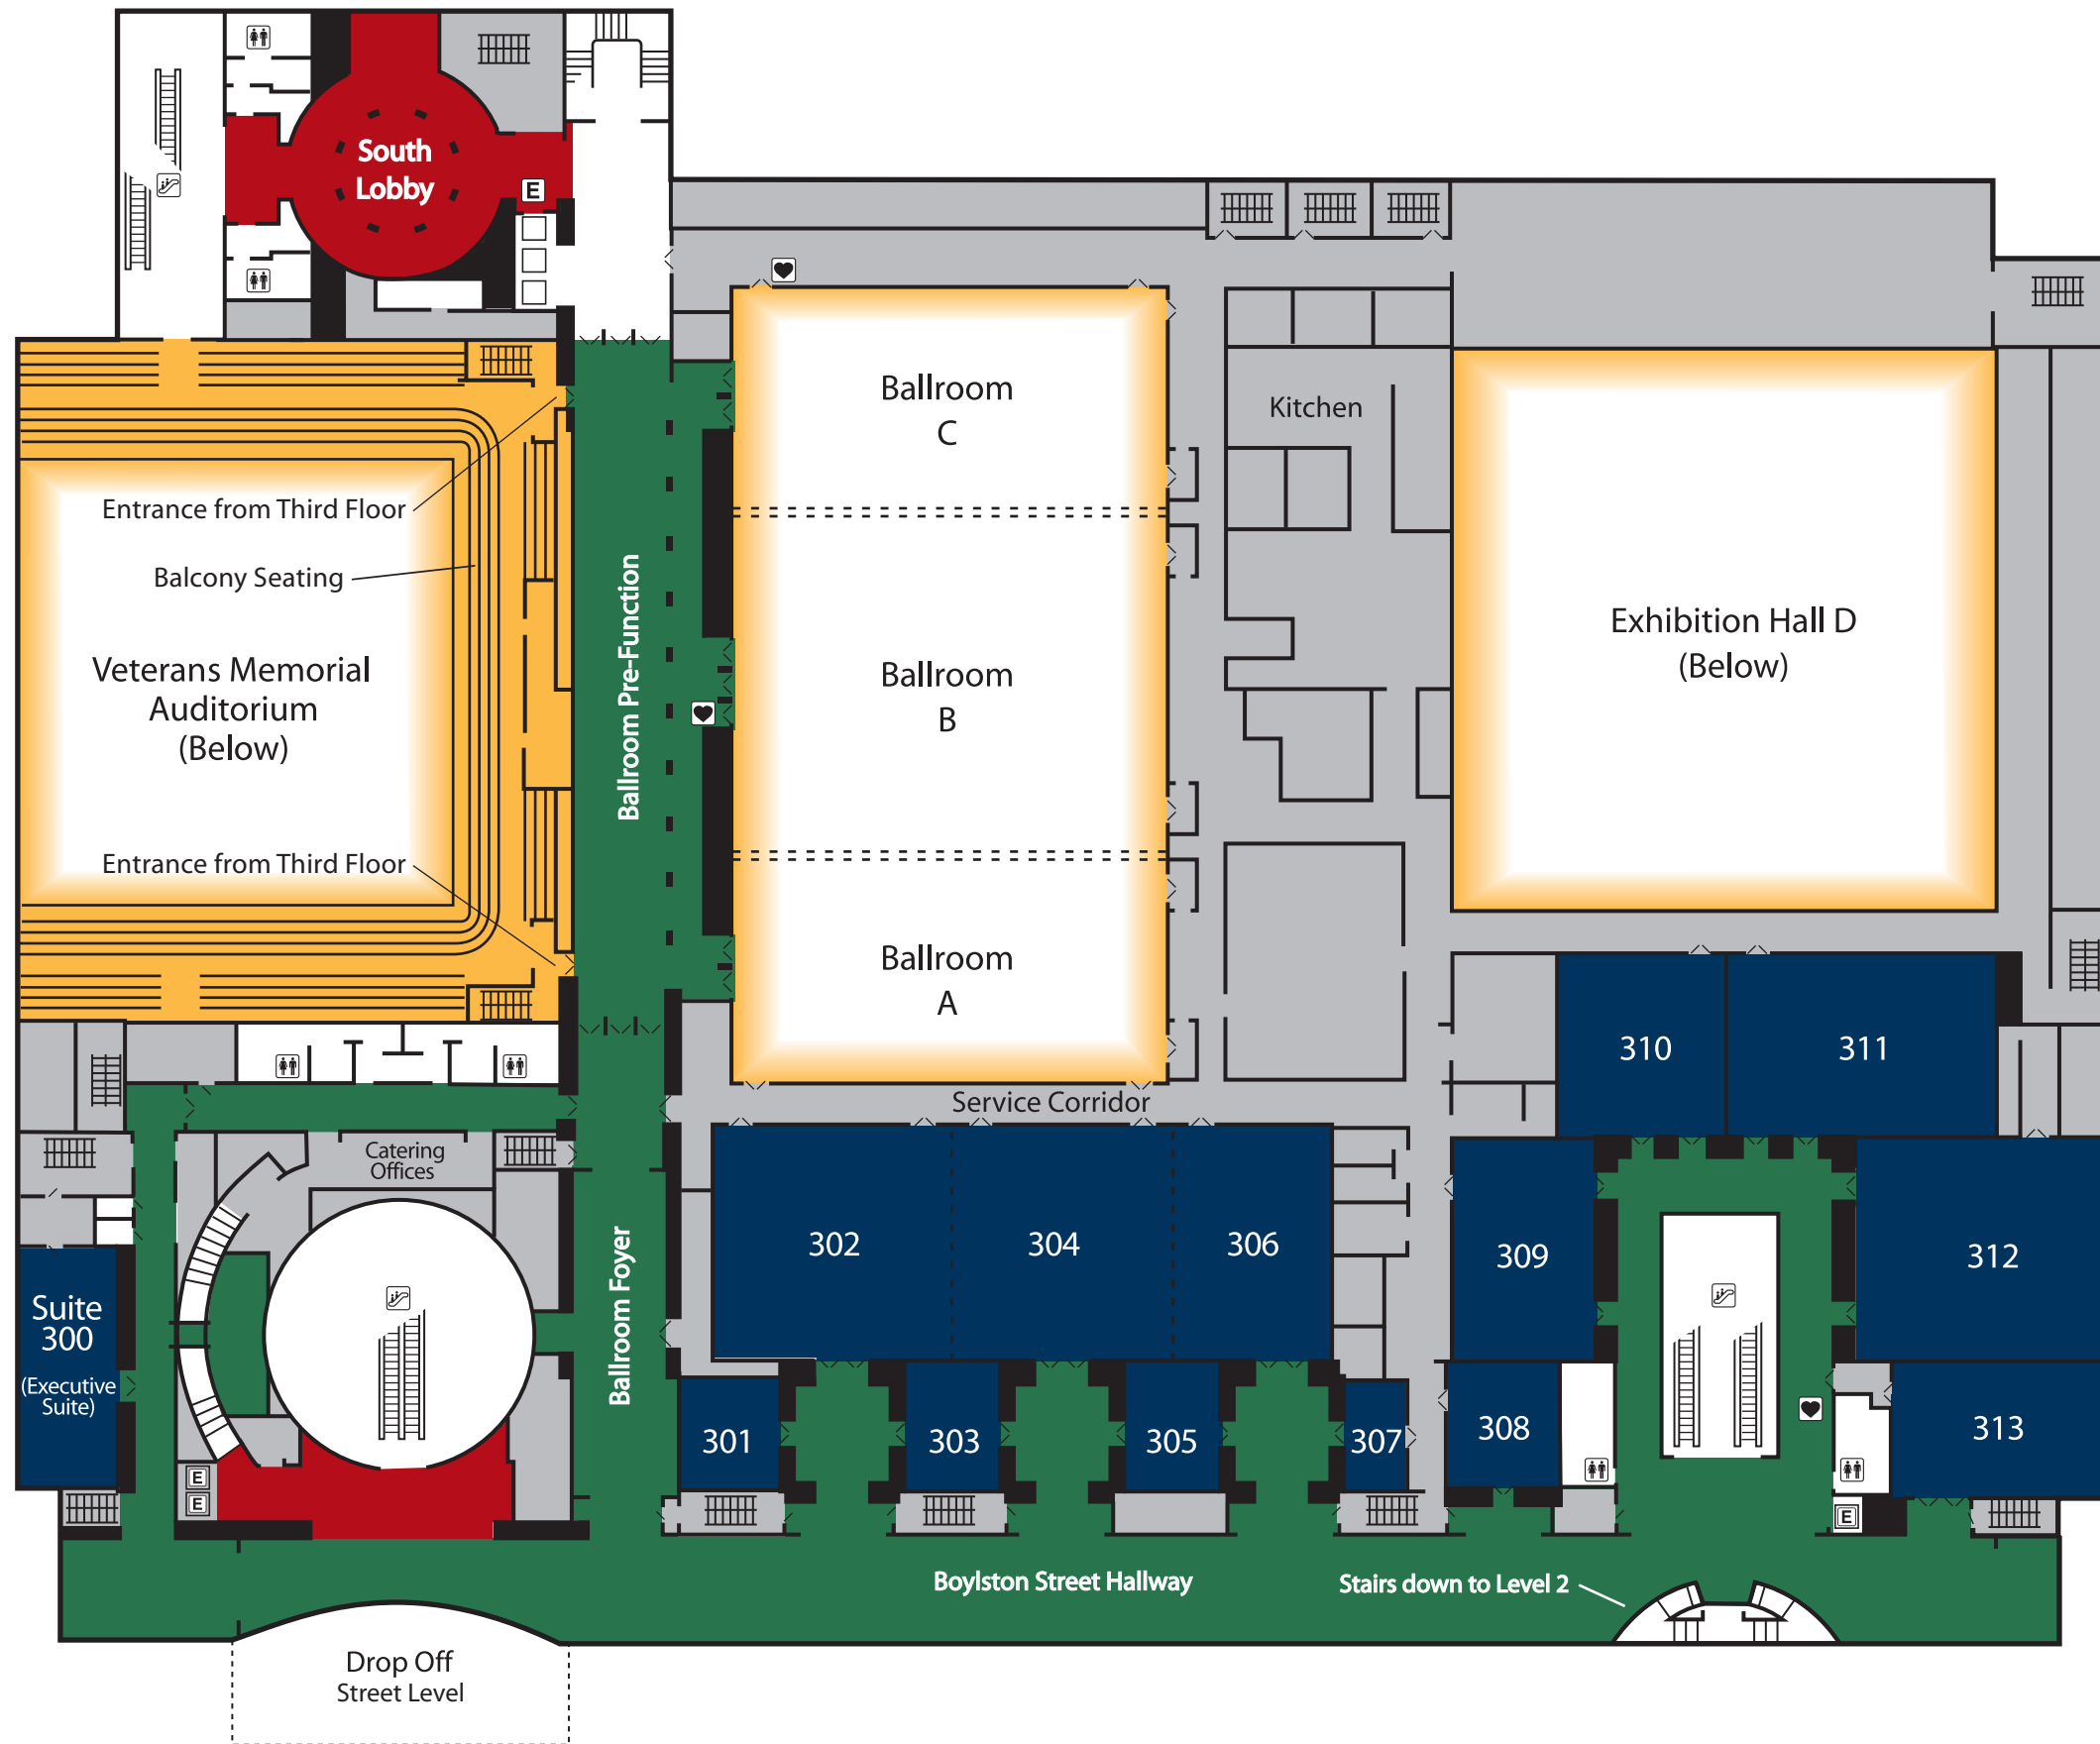 South
Lobby
E
Ballroom
C
Kitchen
Entrance from Third Floor
Balcony Seating
Ballroom Pre-Function
Exhibition Hall D
(Below)
Veterans Memorial
Auditorium
(Below)
Ballroom
B
Entrance from Third Floor
Ballroom
A
310
311
Service Corridor
Catering
Offices
302
304
306
309
312
Ballroom Foyer
Suite
300
(Executive
Suite)
301
303
305
307
308
313
E
E
E
Boylston Street Hallway
Stairs down to Level 2
Drop Off
Street Level